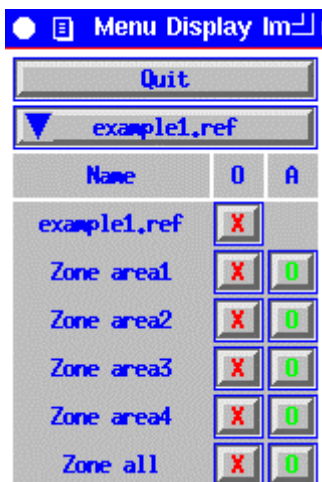 Menu Display Im
Quit
example1.ref
Name O A
example1.ref X
Zone area1 X O
Zone area2 X O
Zone area3 X O
Zone area4 X O
Zone all X O